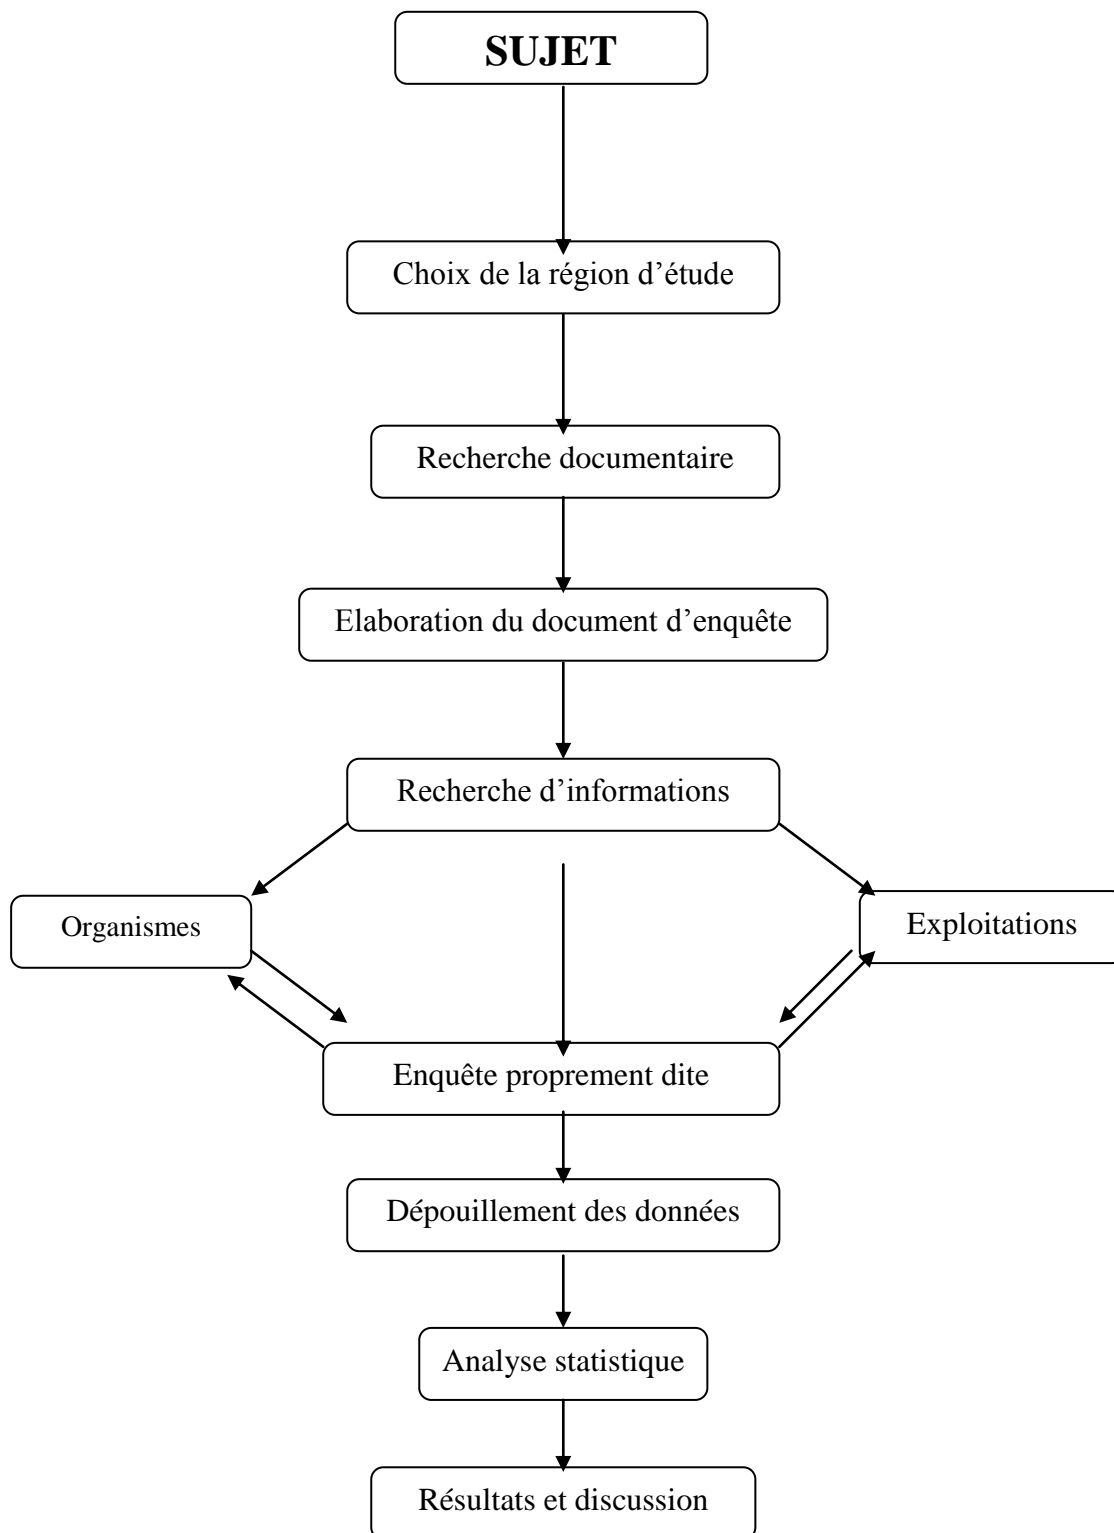 SUJET
Choix de la région d’étude
Recherche documentaire
Elaboration du document d’enquête
Recherche d’informations
Organismes
Exploitations
Enquête proprement dite
Dépouillement des données
Analyse statistique
Résultats et discussion